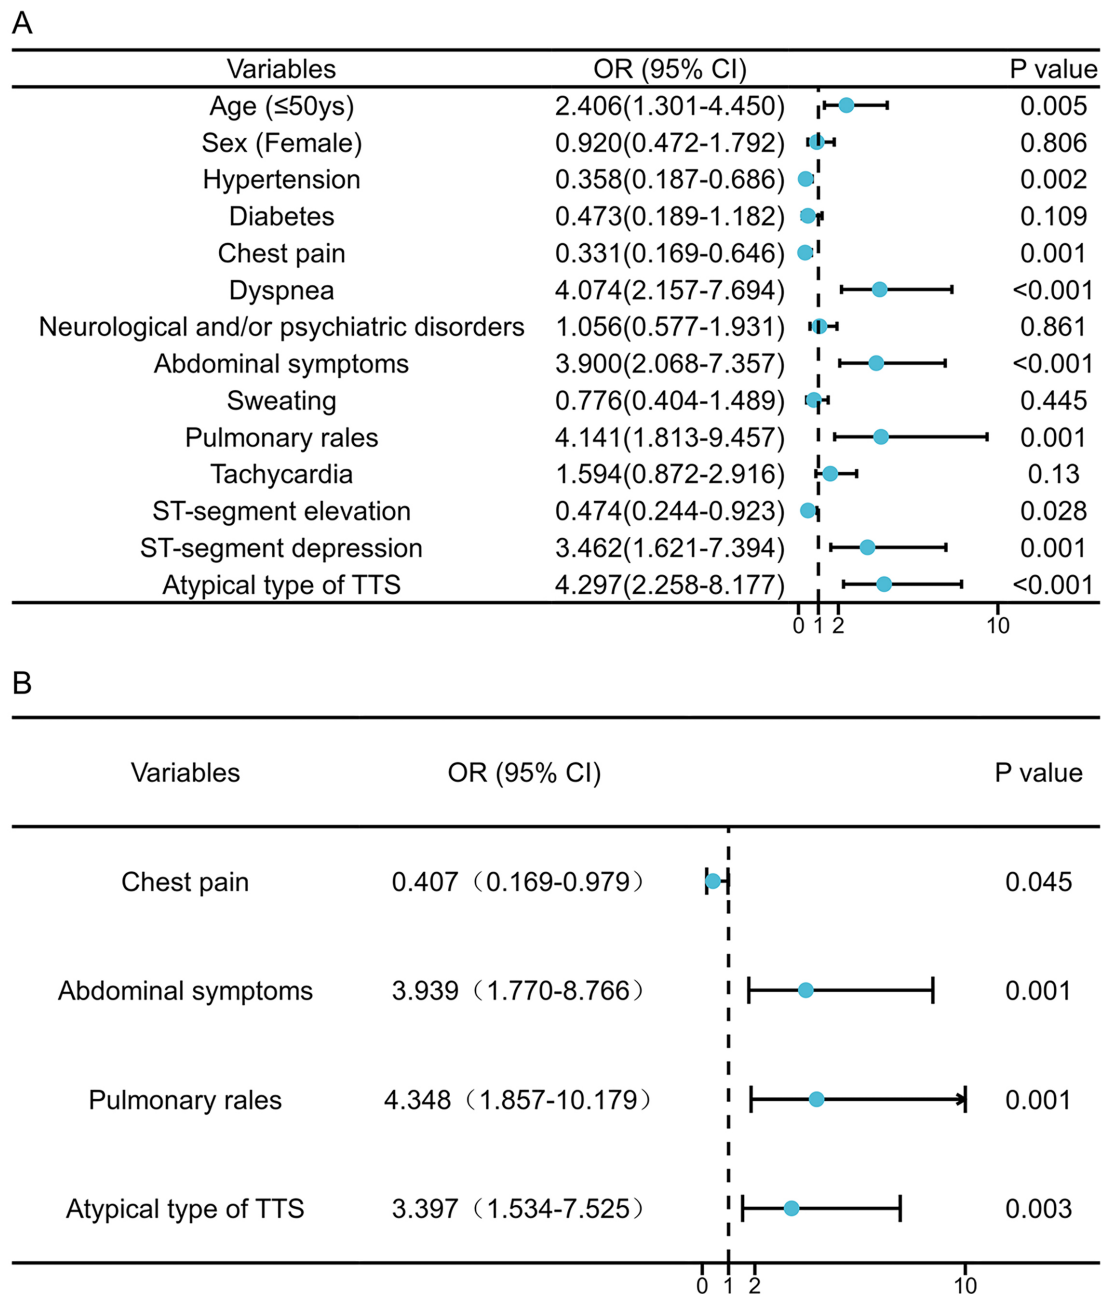 A
Variables OR (95% CI) P value
Age (≤50ys) 2.406(1.301-4.450) 0.005
Sex (Female) 0.920(0.472-1.792) 0.806
Hypertension 0.358(0.187-0.686) 0.002
Diabetes 0.473(0.189-1.182) 0.109
Chest pain 0.331(0.169-0.646) 0.001
Dyspnea 4.074(2.157-7.694) <0.001
Neurological and/or psychiatric disorders 1.056(0.577-1.931) 0.861
Abdominal symptoms 3.900(2.068-7.357) <0.001
Sweating 0.776(0.404-1.489) 0.445
Pulmonary rales 4.141(1.813-9.457) 0.001
Tachycardia 1.594(0.872-2.916) 0.13
ST-segment elevation 0.474(0.244-0.923) 0.028
ST-segment depression 3.462(1.621-7.394) 0.001
Atypical type of TTS 4.297(2.258-8.177) <0.001
0 1 2 10
B
Variables OR (95% CI) P value
Chest pain 0.407（0.169-0.979） 0.045
Abdominal symptoms 3.939（1.770-8.766） 0.001
Pulmonary rales 4.348（1.857-10.179） 0.001
Atypical type of TTS 3.397（1.534-7.525） 0.003
0 1 2 10